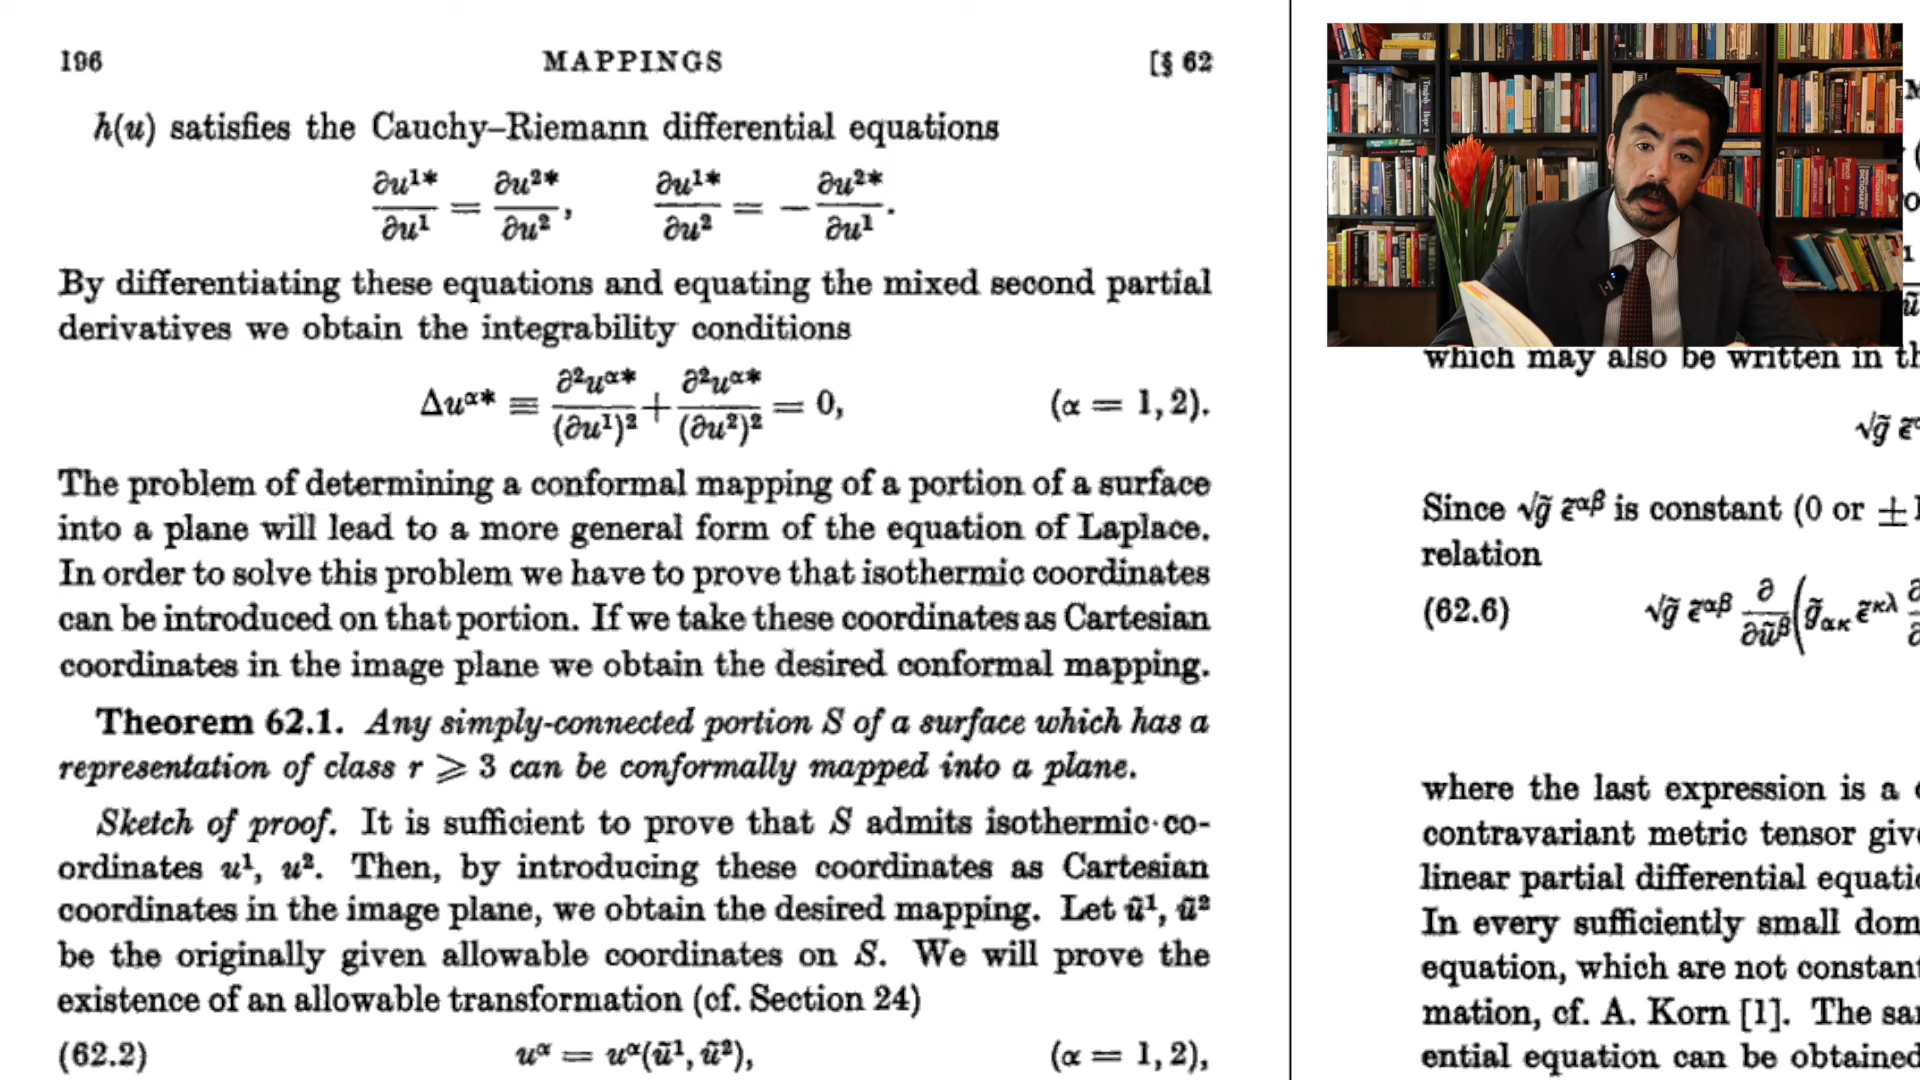 196 MAPPINGS [§ 62
h(u) satisfies the Cauchy–Riemann differential equations
∂u¹*/∂u¹ = ∂u²*/∂u², ∂u¹*/∂u² = − ∂u²*/∂u¹.
By differentiating these equations and equating the mixed second partial
derivatives we obtain the integrability conditions
Δuᵅ* ≡ ∂²uᵅ*/(∂u¹)² + ∂²uᵅ*/(∂u²)² = 0, (α = 1, 2).
The problem of determining a conformal mapping of a portion of a surface
into a plane will lead to a more general form of the equation of Laplace.
In order to solve this problem we have to prove that isothermic coordinates
can be introduced on that portion. If we take these coordinates as Cartesian
coordinates in the image plane we obtain the desired conformal mapping.
Theorem 62.1. Any simply-connected portion S of a surface which has a
representation of class r ⩾ 3 can be conformally mapped into a plane.
Sketch of proof. It is sufficient to prove that S admits isothermic co-
ordinates u¹, u². Then, by introducing these coordinates as Cartesian
coordinates in the image plane, we obtain the desired mapping. Let ũ¹, ũ²
be the originally given allowable coordinates on S. We will prove the
existence of an allowable transformation (cf. Section 24)
(62.2) uᵅ = uᵅ(ũ¹, ũ²), (α = 1, 2),
which may also be written in
√g̃
Since √g̃ ε̃ᵅᵝ is constant (0 or ±
relation
(62.6) √g̃ ε̃ᵅᵝ ∂/∂ũᵝ (g̃ακ ε̃ᵏᵞ
where the last expression is a
contravariant metric tensor
linear partial differential
In every sufficiently small
equation, which are not constant
mation, cf. A. Korn [1]. The
ential equation can be obtained